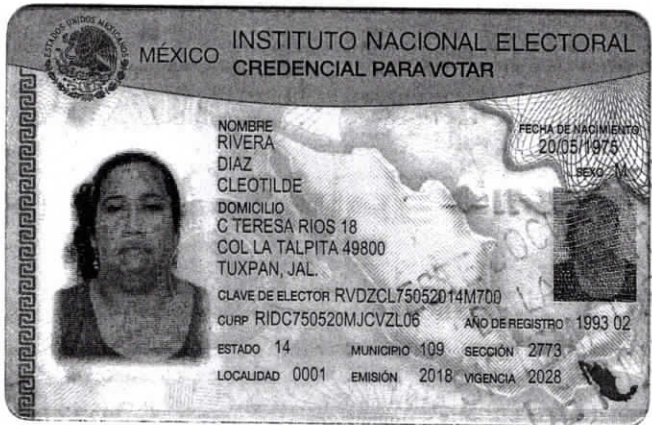 ESTADOS UNIDOS MEXICANOS
MÉXICO INSTITUTO NACIONAL ELECTORAL
CREDENCIAL PARA VOTAR
NOMBRE
RIVERA
DIAZ
CLEOTILDE
FECHA DE NACIMIENTO
20/05/1975
SEXO M
DOMICILIO
C TERESA RIOS 18
COL LA TALPITA 49800
TUXPAN, JAL.
CLAVE DE ELECTOR RVDZCL75052014M700
CURP RIDC750520MJCVZL06 AÑO DE REGISTRO 1993 02
ESTADO 14 MUNICIPIO 109 SECCIÓN 2773
LOCALIDAD 0001 EMISIÓN 2018 VIGENCIA 2028